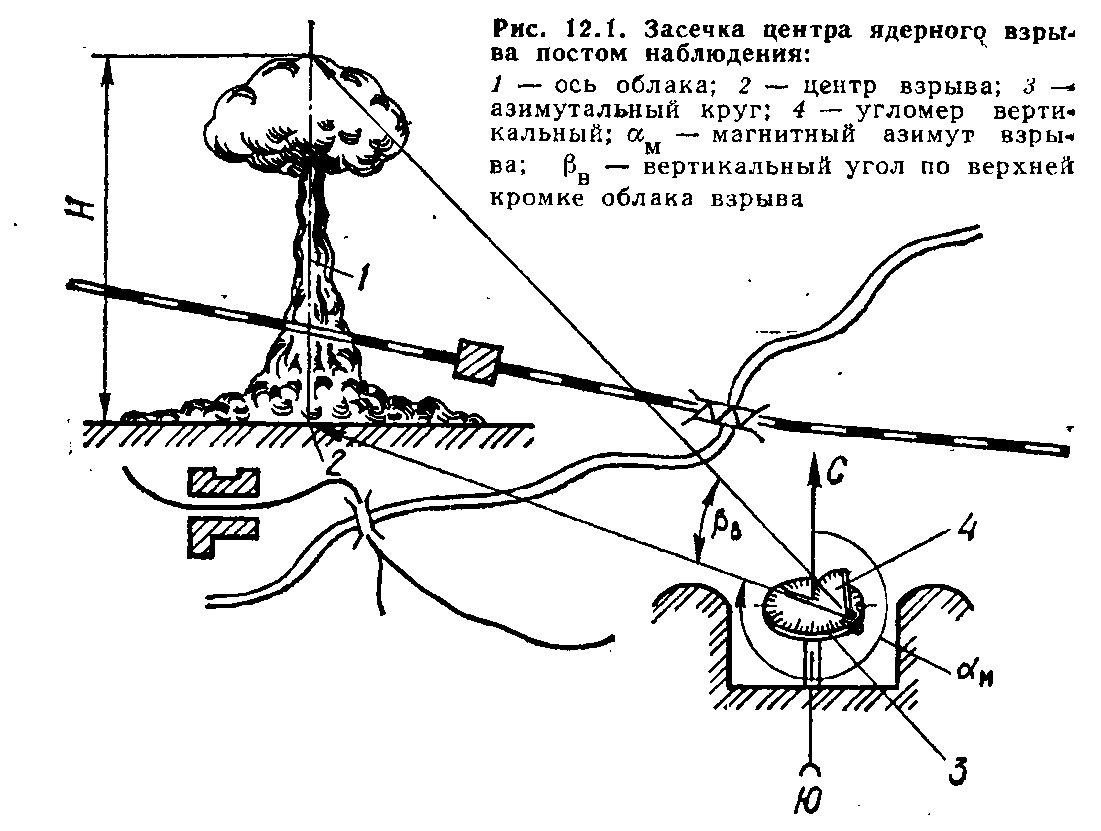 Рис. 12.1. Засечка центра ядерного взры-
ва постом наблюдения:
1 — ось облака; 2 — центр взрыва; 3 —
азимутальный круг; 4 — угломер верти-
кальный; αм — магнитный азимут взры-
ва; βв — вертикальный угол по верхней
кромке облака взрыва
H
1
2
С
βв
4
αм
3
Ю